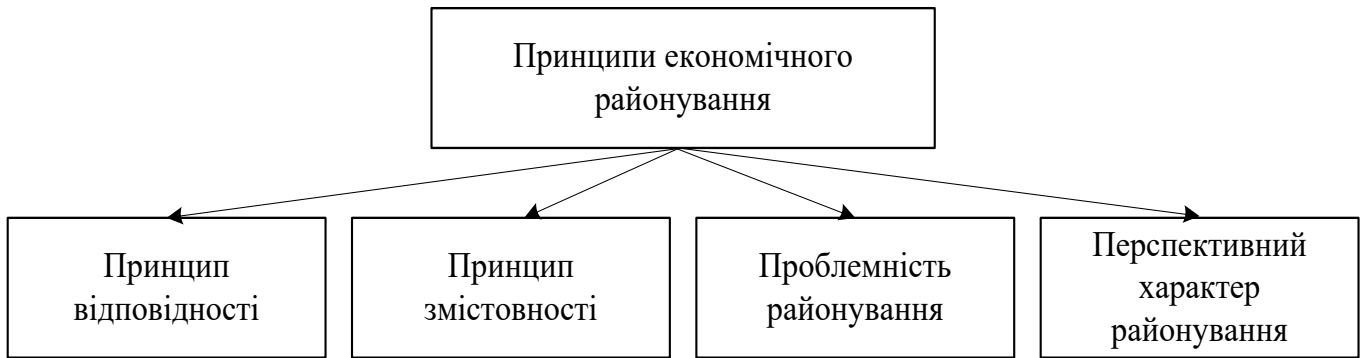 Принципи економічного
районування
Принцип
відповідності
Принцип
змістовності
Проблемність
районування
Перспективний
характер
районування